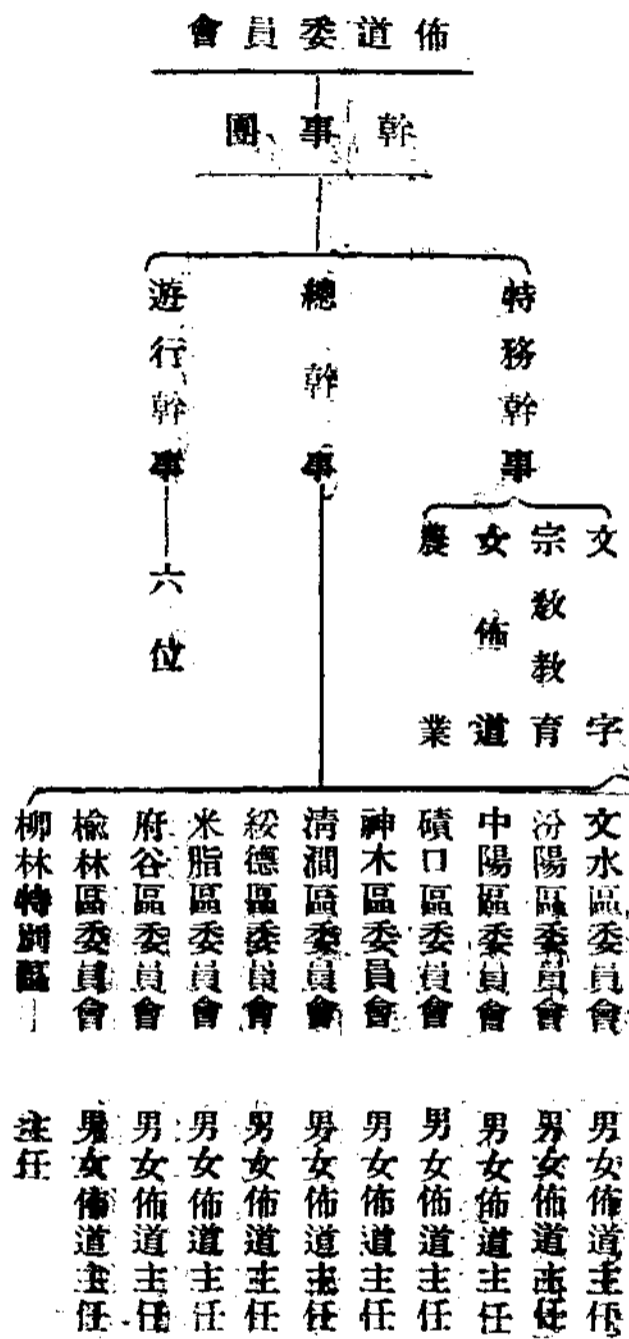 佈道委員會
幹事團
特務幹事
總幹事
遊行幹事
六位
文字
宗教教育
女佈道
農業
文水區委員會
男女佈道主任
汾陽區委員會
男女佈道主任
中陽區委員會
男女佈道主任
磧口區委員會
男女佈道主任
神木區委員會
男女佈道主任
清澗區委員會
男女佈道主任
綏德區委員會
男女佈道主任
米脂區委員會
男女佈道主任
府谷區委員會
男女佈道主任
榆林區委員會
男女佈道主任
柳林特別區
主任